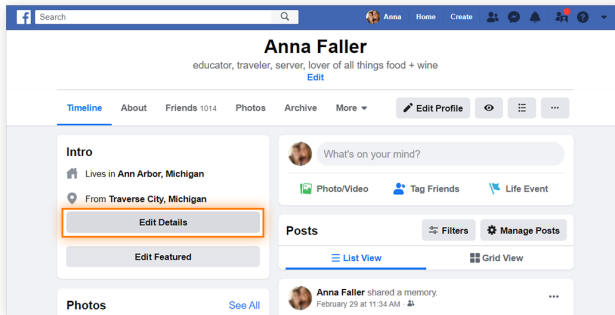 f Search Anna Home Create
Anna Faller
educator, traveler, server, lover of all things food + wine
Edit
Timeline About Friends 1014 Photos Archive More Edit Profile
Intro
Lives in Ann Arbor, Michigan
From Traverse City, Michigan
Edit Details
Edit Featured
Photos See All
What's on your mind?
Photo/Video Tag Friends Life Event
Posts Filters Manage Posts
List View Grid View
Anna Faller shared a memory.
February 29 at 11:34 AM ·